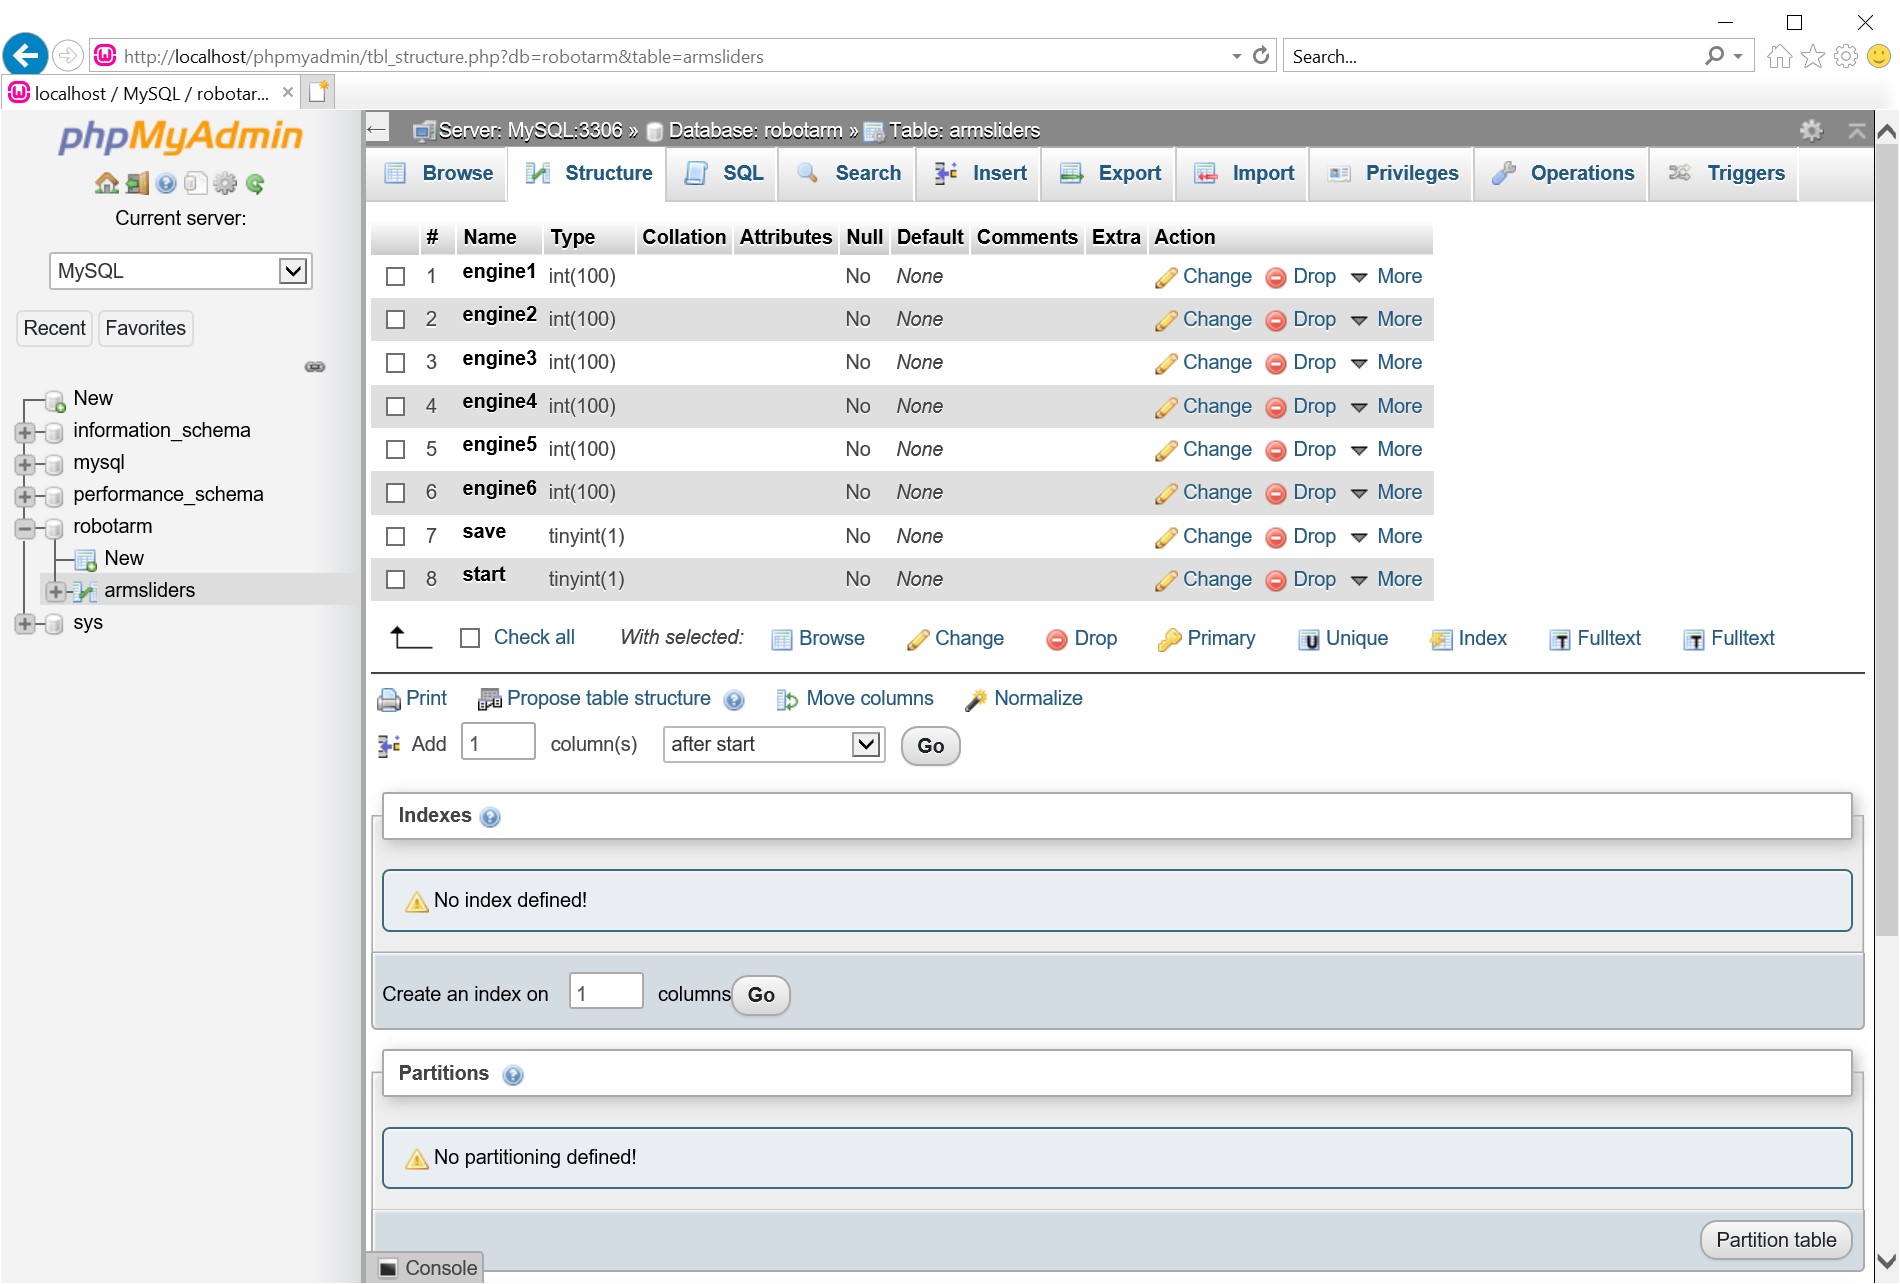 http://localhost/phpmyadmin/tbl_structure.php?db=robotarm&table=armsliders
Search...
localhost / MySQL / robotar...
phpMyAdmin
Current server:
MySQL
Recent Favorites
New
information_schema
mysql
performance_schema
robotarm
New
armsliders
sys
Server: MySQL:3306 » Database: robotarm » Table: armsliders
Browse Structure SQL Search Insert Export Import Privileges Operations Triggers
# Name Type Collation Attributes Null Default Comments Extra Action
1 engine1 int(100) No None Change Drop More
2 engine2 int(100) No None Change Drop More
3 engine3 int(100) No None Change Drop More
4 engine4 int(100) No None Change Drop More
5 engine5 int(100) No None Change Drop More
6 engine6 int(100) No None Change Drop More
7 save tinyint(1) No None Change Drop More
8 start tinyint(1) No None Change Drop More
Check all With selected: Browse Change Drop Primary Unique Index Fulltext Fulltext
Print Propose table structure Move columns Normalize
Add 1 column(s) after start Go
Indexes
No index defined!
Create an index on 1 columns Go
Partitions
No partitioning defined!
Partition table
Console